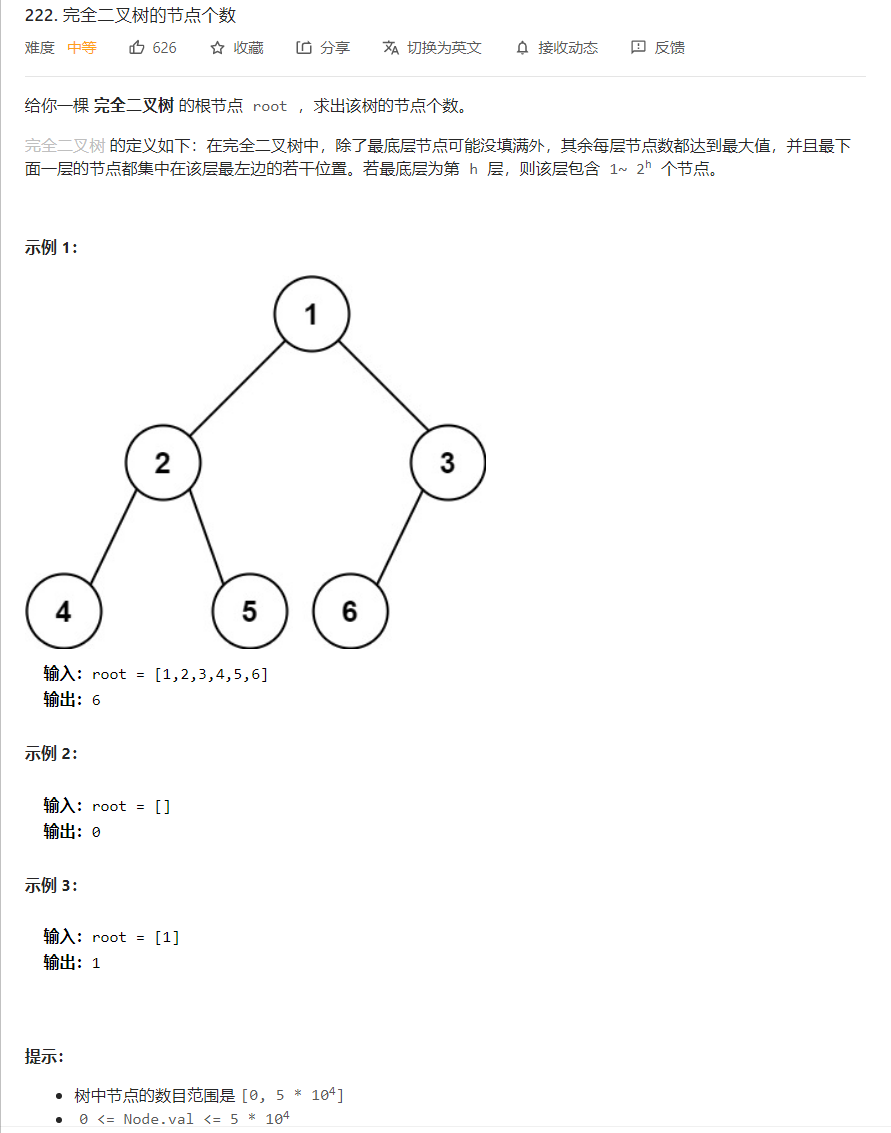 222. 完全二叉树的节点个数
难度 中等 626 收藏 分享 切换为英文 接收动态 反馈
给你一棵 完全二叉树 的根节点 root ，求出该树的节点个数。
完全二叉树 的定义如下：在完全二叉树中，除了最底层节点可能没填满外，其余每层节点数都达到最大值，并且最下
面一层的节点都集中在该层最左边的若干位置。若最底层为第 h 层，则该层包含 1~ 2ʰ 个节点。
示例 1：
1
2 3
4 5 6
输入：root = [1,2,3,4,5,6]
输出：6
示例 2：
输入：root = []
输出：0
示例 3：
输入：root = [1]
输出：1
提示：
• 树中节点的数目范围是[0, 5 * 10⁴]
• 0 <= Node.val <= 5 * 10⁴